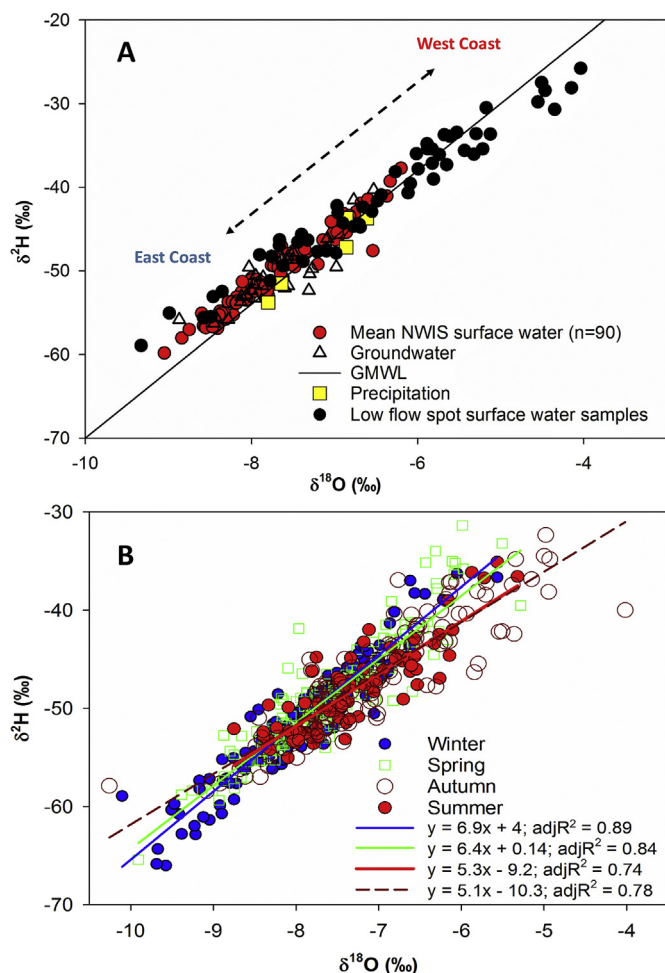 -20
A
West Coast
-30
-40
δ²H (‰)
East Coast
-50
Mean NWIS surface water (n=90)
Groundwater
-60
GMWL
Precipitation
Low flow spot surface water samples
-70
-10 -8 -6 -4
δ¹⁸O (‰)
-30
B
-40
δ²H (‰)
-50
Winter
Spring
-60
Autumn
Summer
y = 6.9x + 4; adjR² = 0.89
y = 6.4x + 0.14; adjR² = 0.84
y = 5.3x - 9.2; adjR² = 0.74
-70
y = 5.1x - 10.3; adjR² = 0.78
-10 -9 -8 -7 -6 -5 -4
δ¹⁸O (‰)